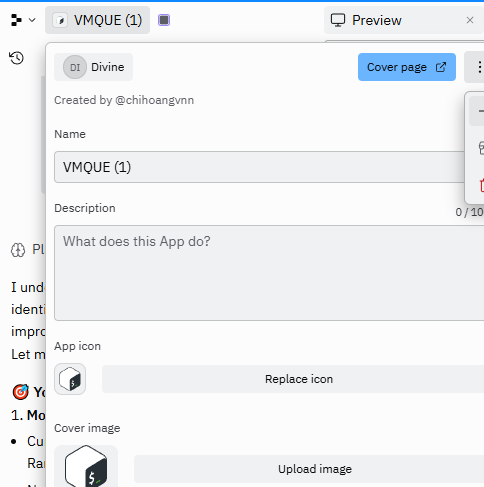 VMQUE (1)
Preview
DI Divine
Cover page
Created by @chihoangvnn
Name
VMQUE (1)
Description
0 / 10
What does this App do?
Pl
I und
identi
impro
Let m
App icon
Replace icon
Yo
1. Mo
Cover image
Cu
Ra
Upload image